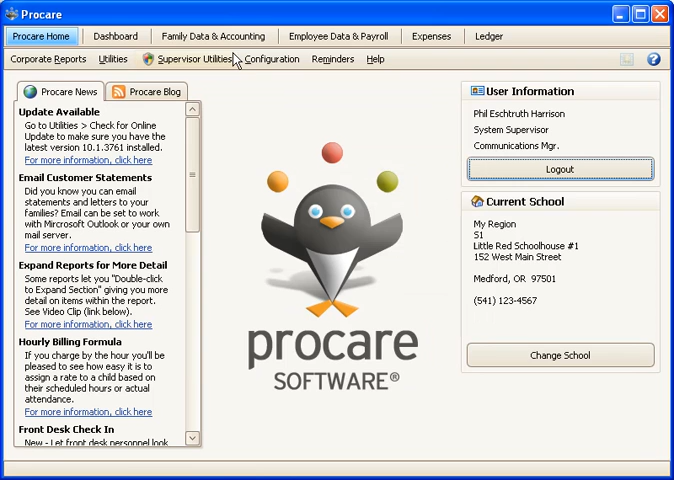 Procare
Procare Home
Dashboard
Family Data & Accounting
Employee Data & Payroll
Expenses
Ledger
Corporate Reports
Utilities
Supervisor Utilities
Configuration
Reminders
Help
Procare News
Procare Blog
Update Available
Go to Utilities > Check for Online
Update to make sure you have the
latest version 10.1.3761 installed.
For more information, click here
Email Customer Statements
Did you know you can email
statements and letters to your
families? Email can be set to work
with Mircrosoft Outlook or your own
mail server.
For more information, click here
Expand Reports for More Detail
Some reports let you "Double-click
to Expand Section" giving you more
detail on items within the report.
See Video Clip (link below).
For more information, click here
Hourly Billing Formula
If you charge by the hour you'll be
pleased to see how easy it is to
assign a rate to a child based on
their scheduled hours or actual
attendance.
For more information, click here
Front Desk Check In
New - Let front desk personnel look
procare
SOFTWARE®
User Information
Phil Eschtruth Harrison
System Supervisor
Communications Mgr.
Logout
Current School
My Region
S1
Little Red Schoolhouse #1
152 West Main Street
Medford, OR 97501
(541) 123-4567
Change School